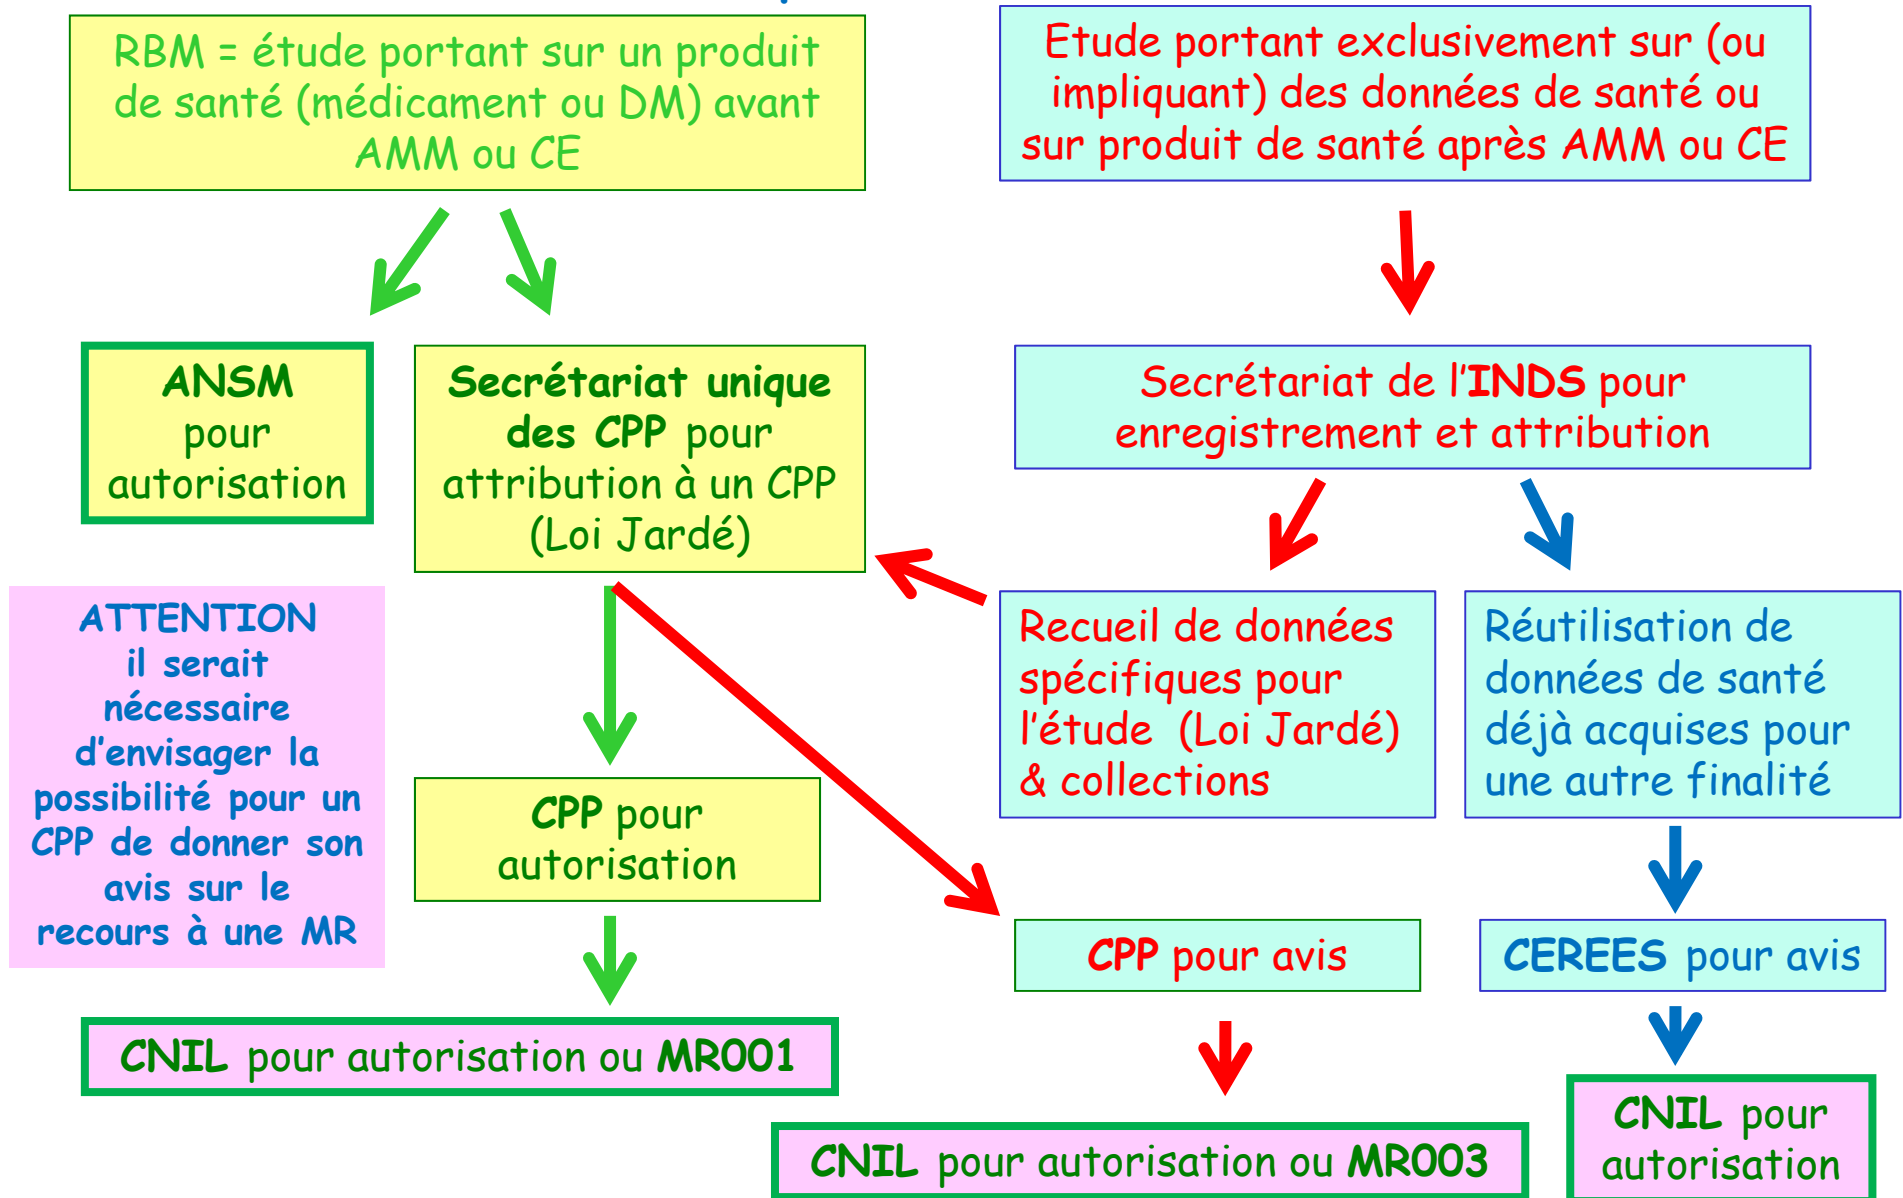 RBM = étude portant sur un produit
de santé (médicament ou DM) avant
AMM ou CE
Etude portant exclusivement sur (ou
impliquant) des données de santé ou
sur produit de santé après AMM ou CE
ANSM
pour
autorisation
Secrétariat unique
des CPP pour
attribution à un CPP
(Loi Jardé)
Secrétariat de l'INDS pour
enregistrement et attribution
ATTENTION
il serait
nécessaire
d'envisager la
possibilité pour un
CPP de donner son
avis sur le
recours à une MR
Recueil de données
spécifiques pour
l'étude (Loi Jardé)
& collections
Réutilisation de
données de santé
déjà acquises pour
une autre finalité
CPP pour
autorisation
CPP pour avis
CEREES pour avis
CNIL pour autorisation ou MR001
CNIL pour autorisation ou MR003
CNIL pour
autorisation